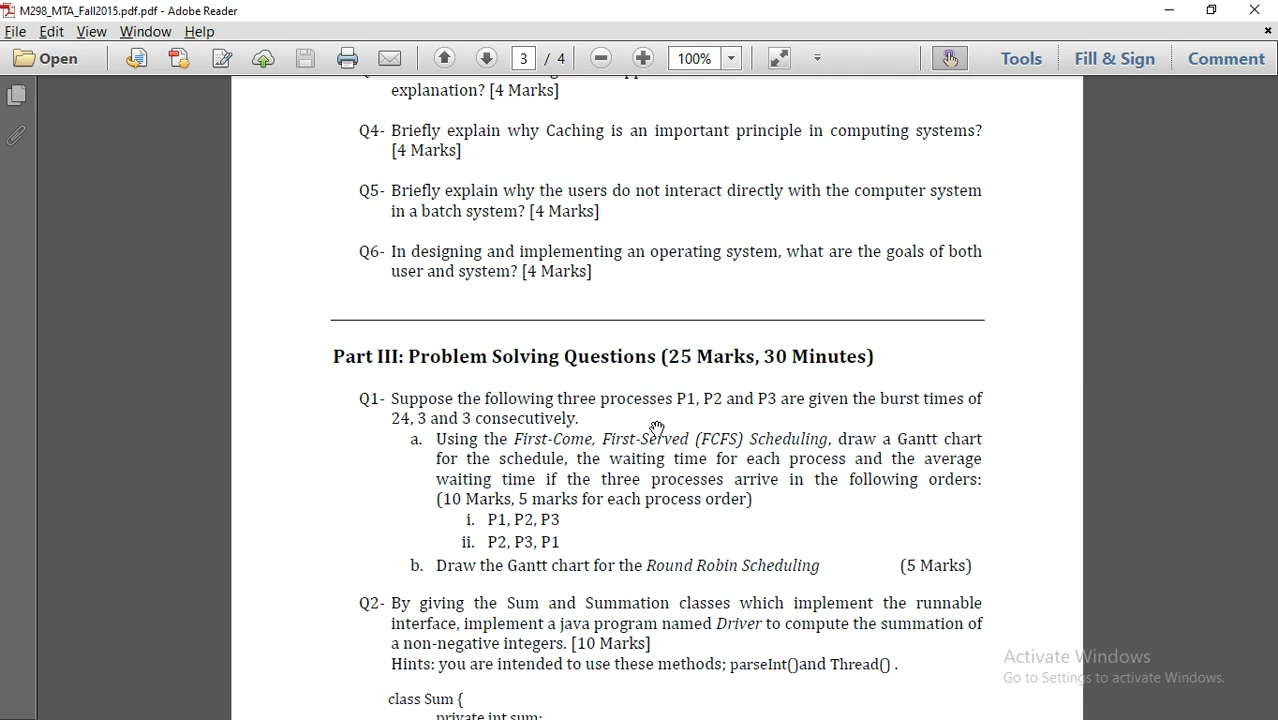 M298_MTA_Fall2015.pdf.pdf - Adobe Reader
File Edit View Window Help
Open 3 / 4 100% Tools Fill & Sign Comment
explanation? [4 Marks]
Q4- Briefly explain why Caching is an important principle in computing systems?
[4 Marks]
Q5- Briefly explain why the users do not interact directly with the computer system
in a batch system? [4 Marks]
Q6- In designing and implementing an operating system, what are the goals of both
user and system? [4 Marks]
Part III: Problem Solving Questions (25 Marks, 30 Minutes)
Q1- Suppose the following three processes P1, P2 and P3 are given the burst times of
24, 3 and 3 consecutively.
a. Using the First-Come, First-Served (FCFS) Scheduling, draw a Gantt chart
for the schedule, the waiting time for each process and the average
waiting time if the three processes arrive in the following orders:
(10 Marks, 5 marks for each process order)
i. P1, P2, P3
ii. P2, P3, P1
b. Draw the Gantt chart for the Round Robin Scheduling (5 Marks)
Q2- By giving the Sum and Summation classes which implement the runnable
interface, implement a java program named Driver to compute the summation of
a non-negative integers. [10 Marks]
Hints: you are intended to use these methods; parseInt()and Thread() .
class Sum {
private int sum;
Activate Windows
Go to Settings to activate Windows.